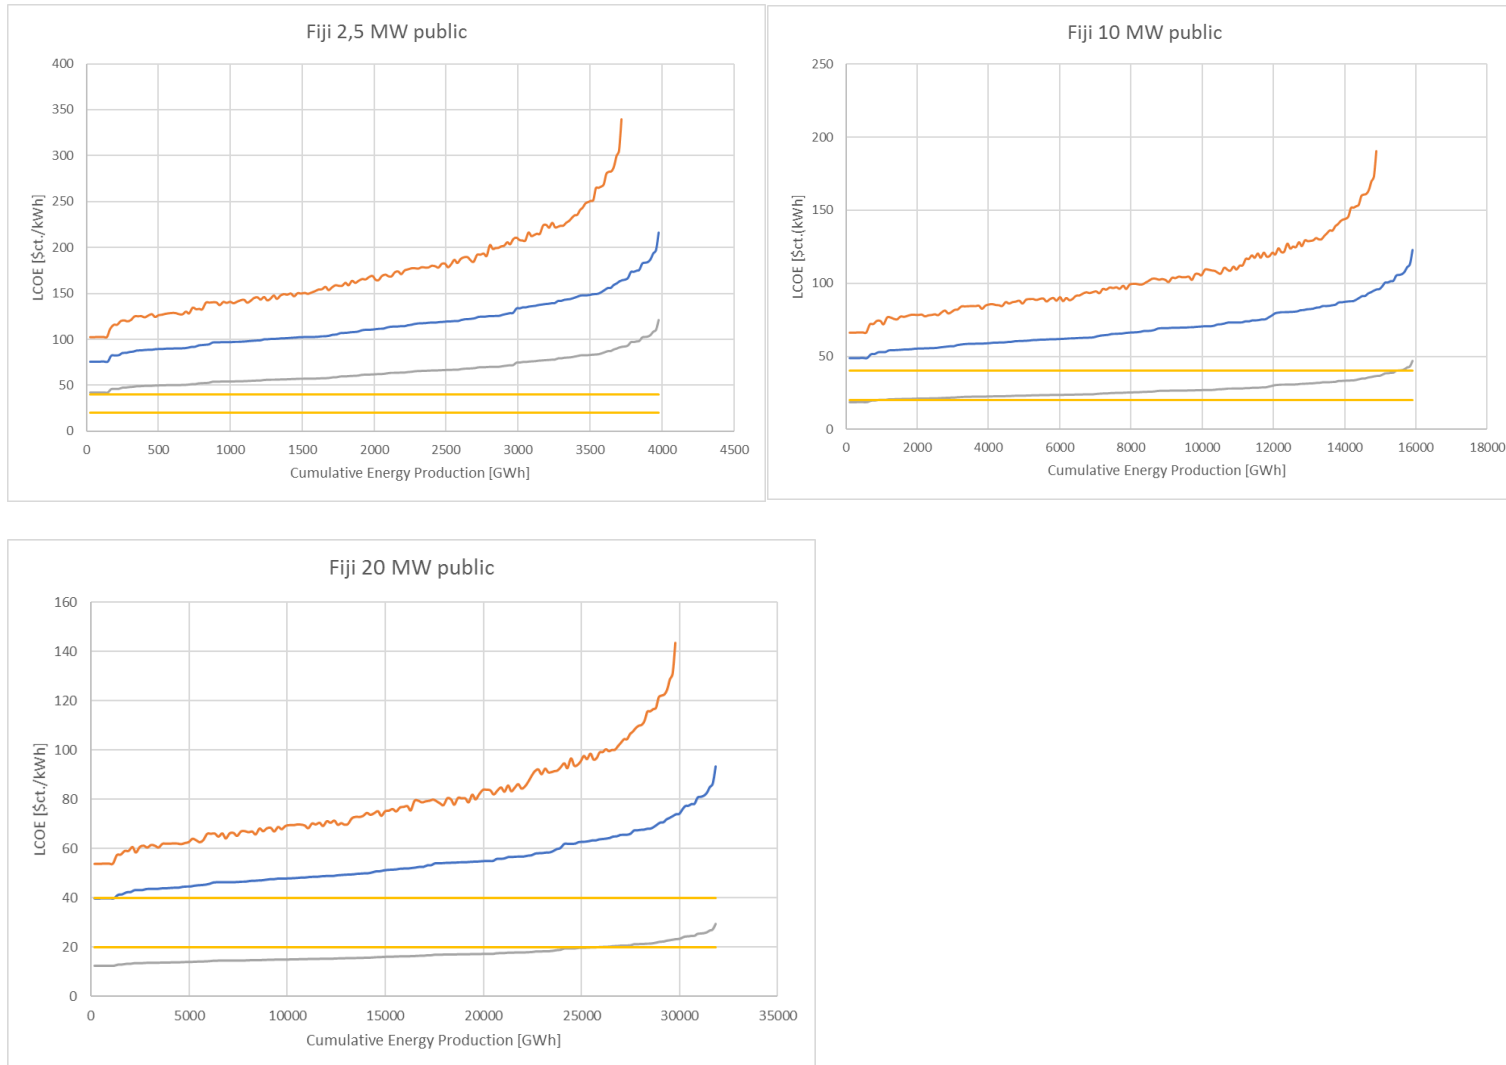 Fiji 2,5 MW public
400
350
300
250
200
150
100
50
0
LCOE [$ct./kWh]
0 500 1000 1500 2000 2500 3000 3500 4000 4500
Cumulative Energy Production [GWh]
Fiji 10 MW public
250
200
150
100
50
0
LCOE [$ct.(kWh]
0 2000 4000 6000 8000 10000 12000 14000 16000 18000
Cumulative Energy Production [GWh]
Fiji 20 MW public
160
140
120
100
80
60
40
20
0
LCOE [$ct./kWh]
0 5000 10000 15000 20000 25000 30000 35000
Cumulative Energy Production [GWh]